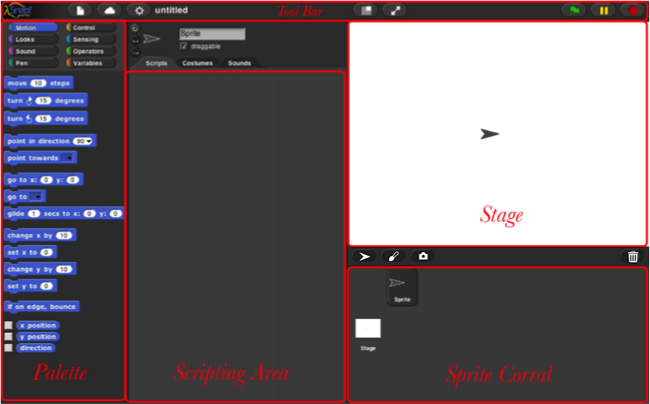 Snap!
untitled
Tool Bar
Motion Control
Looks Sensing
Sound Operators
Pen Variables
Sprite
draggable
Scripts Costumes Sounds
move 10 steps
turn 15 degrees
turn 15 degrees
point in direction 90
point towards
go to x: 0 y: 0
go to
glide 1 secs to x: 0 y: 0
change x by 10
set x to 0
change y by 10
set y to 0
if on edge, bounce
x position
y position
direction
Palette
Scripting Area
Stage
Sprite
Stage
Sprite Corral